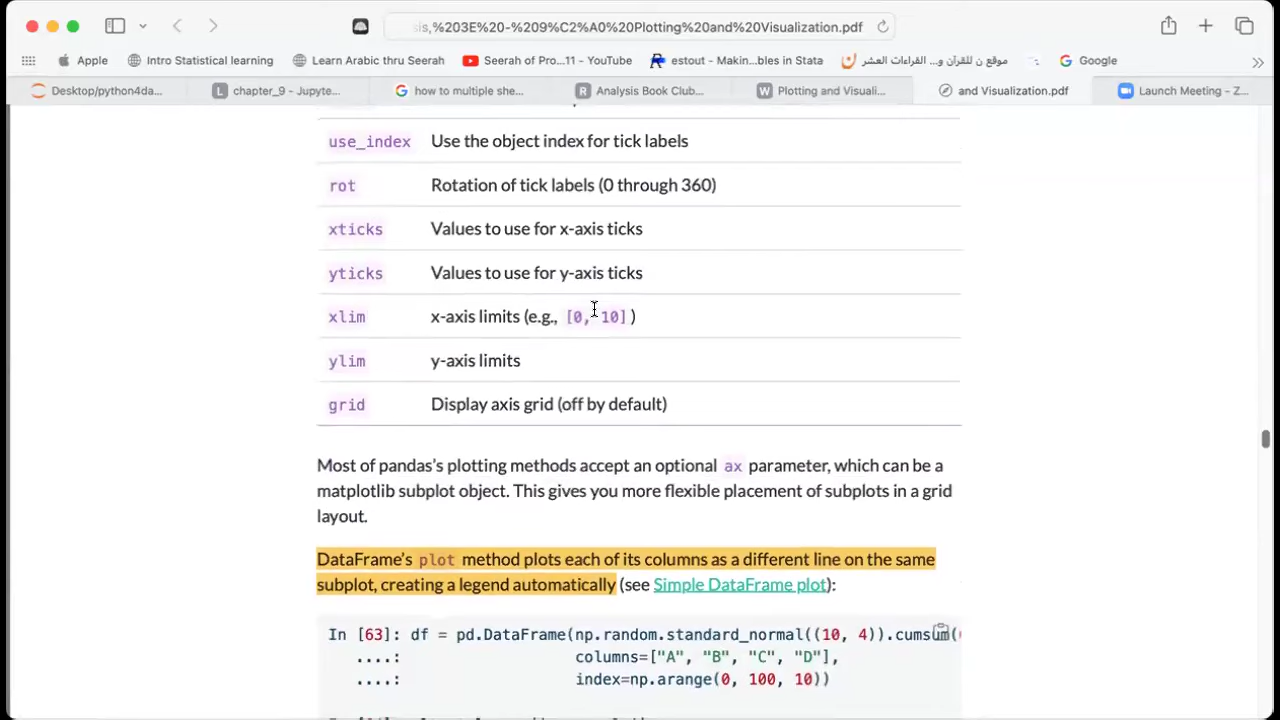 sis,%203E%20-%209%C2%A0%20Plotting%20and%20Visualization.pdf
Apple
Intro Statistical learning
Learn Arabic thru Seerah
Seerah of Pro...11 - YouTube
estout - Makin...bles in Stata
موقع ن للقرآن و... القراءات العشر
Google
Desktop/python4da...
chapter_9 - Jupyte...
how to multiple she...
Analysis Book Club...
Plotting and Visuali...
and Visualization.pdf
Launch Meeting - Z...
use_index Use the object index for tick labels
rot Rotation of tick labels (0 through 360)
xticks Values to use for x-axis ticks
yticks Values to use for y-axis ticks
xlim x-axis limits (e.g., [0, 10])
ylim y-axis limits
grid Display axis grid (off by default)
Most of pandas's plotting methods accept an optional ax parameter, which can be a
matplotlib subplot object. This gives you more flexible placement of subplots in a grid
layout.
DataFrame's plot method plots each of its columns as a different line on the same
subplot, creating a legend automatically (see Simple DataFrame plot):
In [63]: df = pd.DataFrame(np.random.standard_normal((10, 4)).cumsum(
....: columns=["A", "B", "C", "D"],
....: index=np.arange(0, 100, 10))